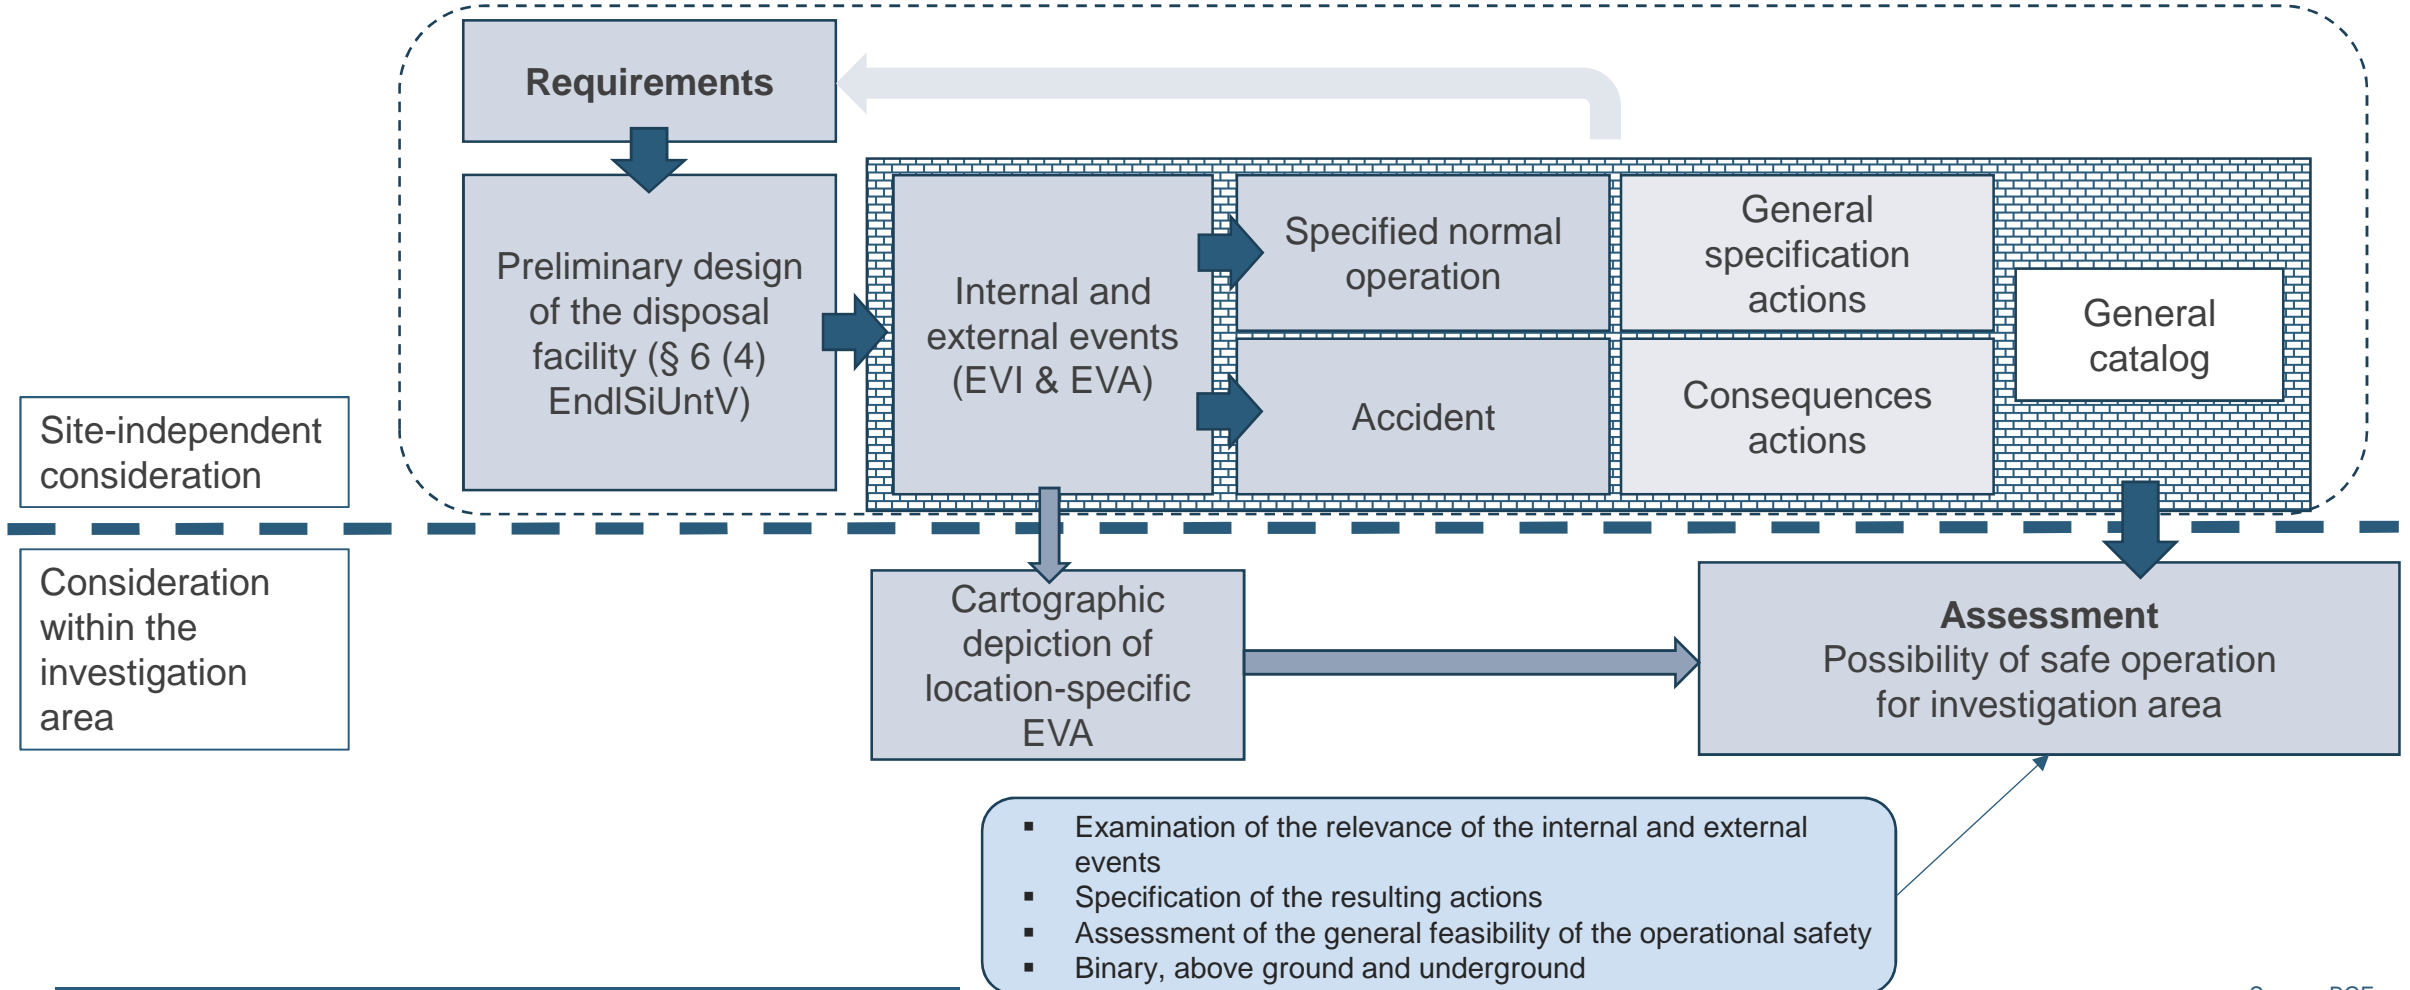 Requirements
Preliminary design
of the disposal
facility (§ 6 (4)
EndlSiUntV)
Internal and
external events
(EVI & EVA)
Specified normal
operation
Accident
General
specification
actions
Consequences
actions
General
catalog
Site-independent
consideration
Consideration
within the
investigation
area
Cartographic
depiction of
location-specific
EVA
Assessment
Possibility of safe operation
for investigation area
▪ Examination of the relevance of the internal and external
events
▪ Specification of the resulting actions
▪ Assessment of the general feasibility of the operational safety
▪ Binary, above ground and underground